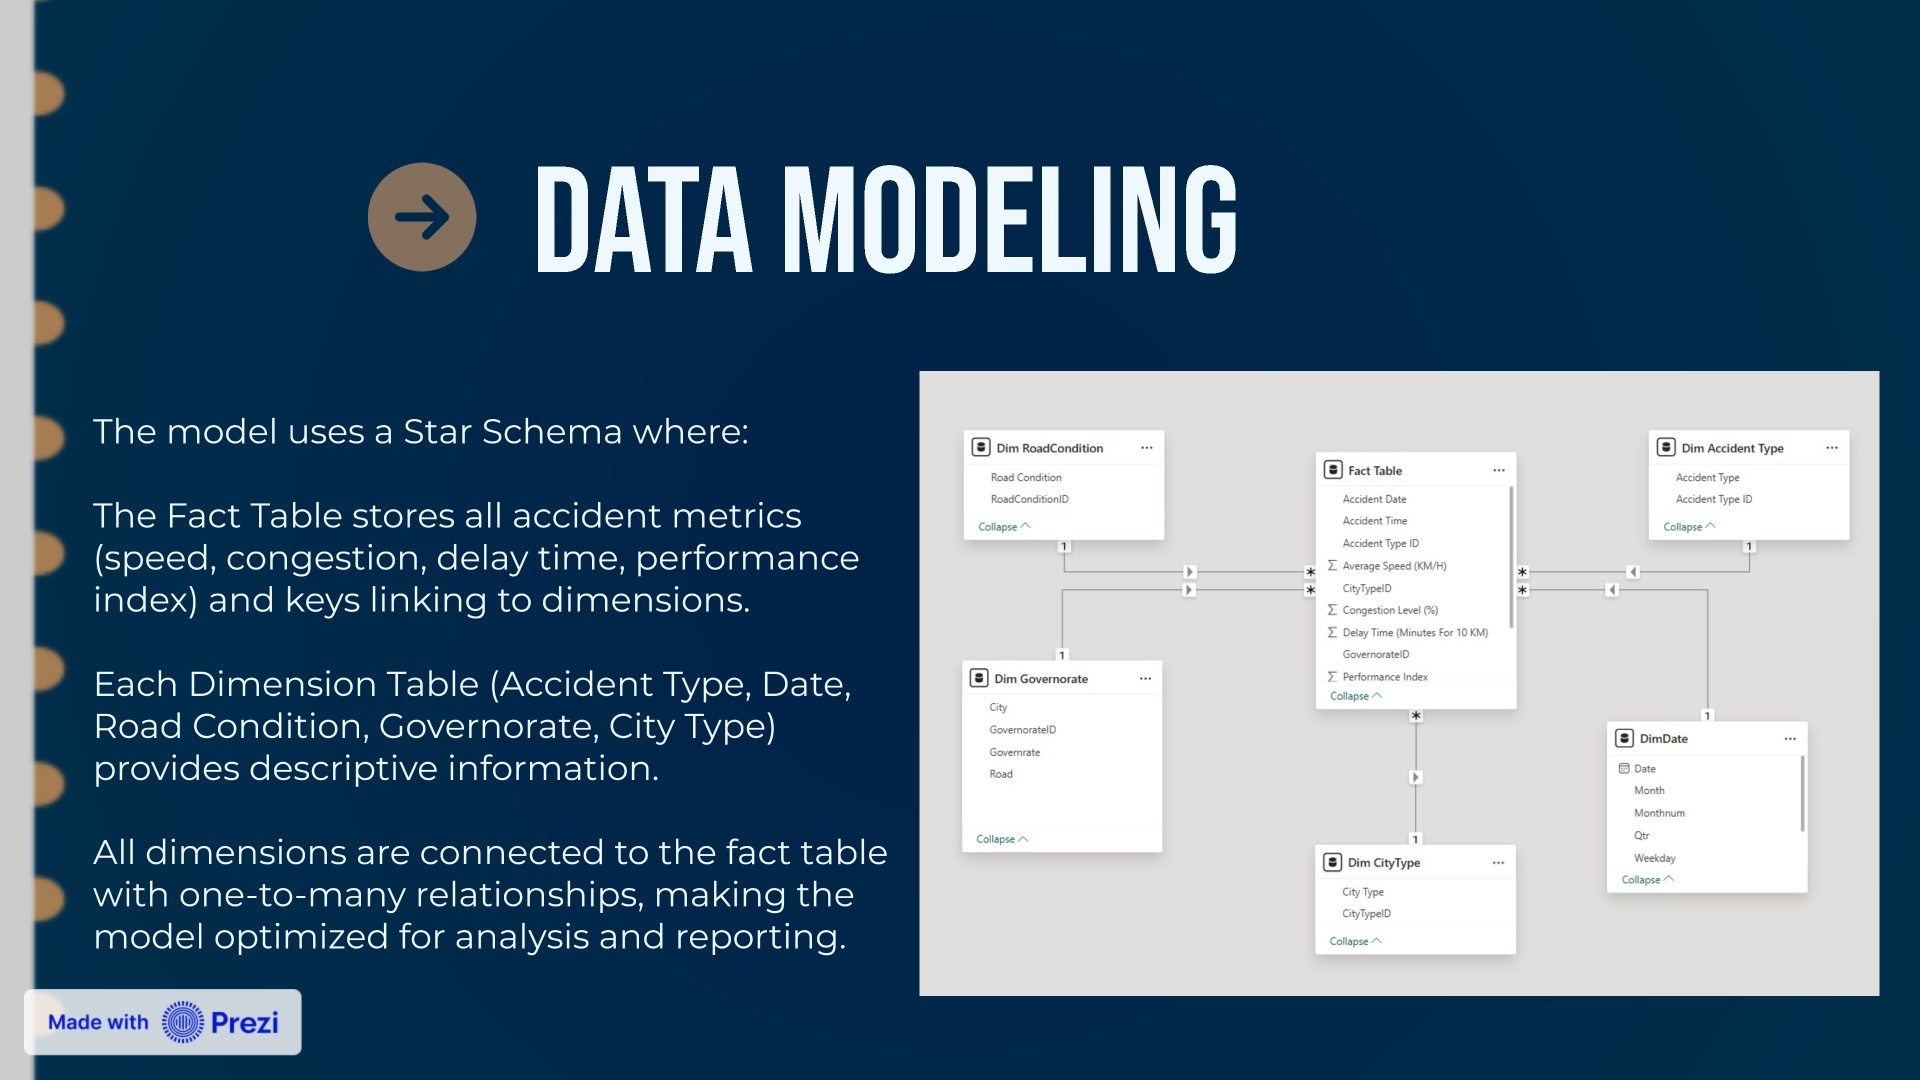 DATA MODELING
The model uses a Star Schema where:
The Fact Table stores all accident metrics
(speed, congestion, delay time, performance
index) and keys linking to dimensions.
Each Dimension Table (Accident Type, Date,
Road Condition, Governorate, City Type)
provides descriptive information.
All dimensions are connected to the fact table
with one-to-many relationships, making the
model optimized for analysis and reporting.
Dim RoadCondition
Road Condition
RoadConditionID
Collapse
1
Dim Governorate
City
GovernorateID
Governrate
Road
Collapse
1
Fact Table
Accident Date
Accident Time
Accident Type ID
Σ Average Speed (KM/H)
CityTypeID
Σ Congestion Level (%)
Σ Delay Time (Minutes For 10 KM)
GovernorateID
Σ Performance Index
Collapse
*
*
*
*
*
1
Dim CityType
City Type
CityTypeID
Collapse
Dim Accident Type
Accident Type
Accident Type ID
Collapse
1
1
DimDate
Date
Month
Monthnum
Qtr
Weekday
Collapse
Made with Prezi